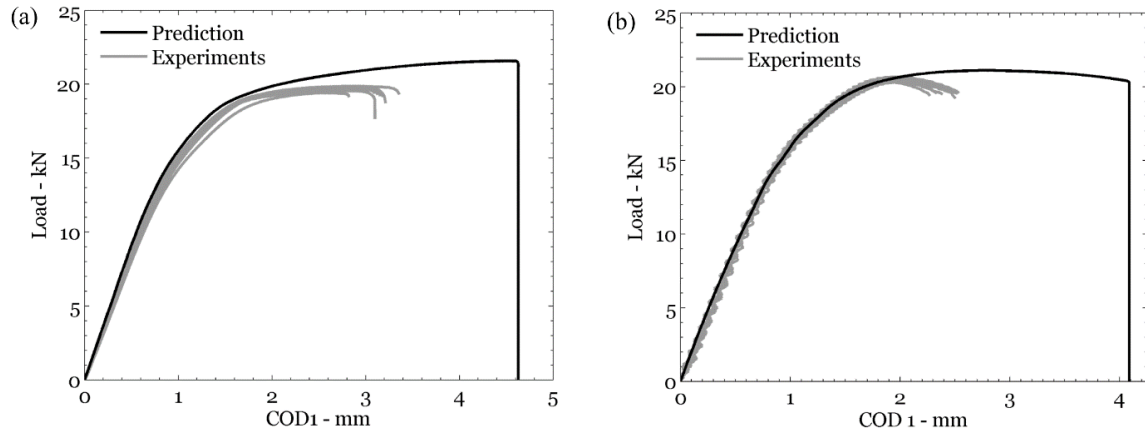 (a)
25
20
15
10
5
0
Load - kN
Prediction
Experiments
0 1 2 3 4 5
COD1 - mm
(b)
25
20
15
10
5
0
Load - kN
Prediction
Experiments
0 1 2 3 4
COD 1 - mm